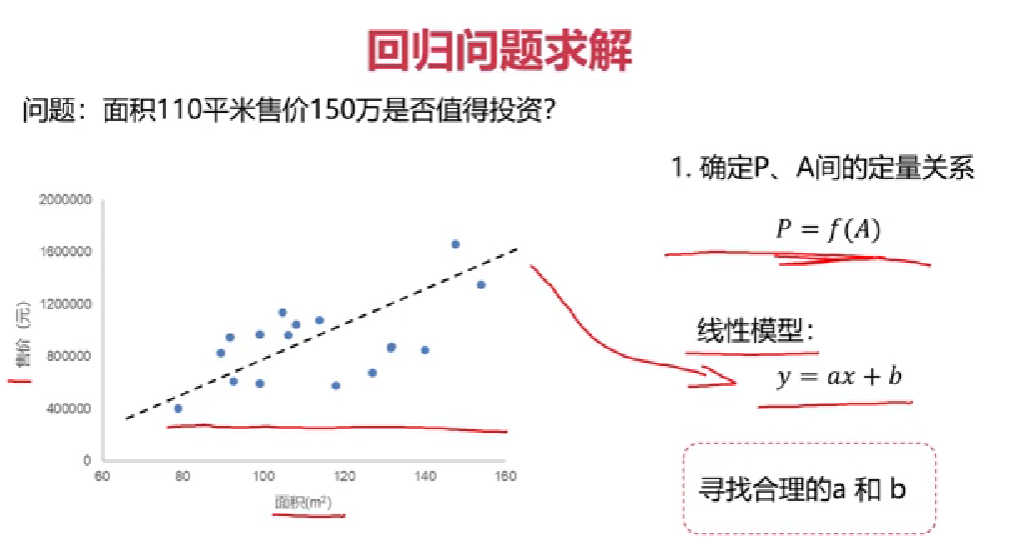 回归问题求解
问题：面积110平米售价150万是否值得投资？
1. 确定P、A间的定量关系
P = f(A)
线性模型：
y = ax + b
寻找合理的a 和 b
2000000
1600000
1200000
800000
400000
0
售价（元）
60 80 100 120 140 160
面积(m²)